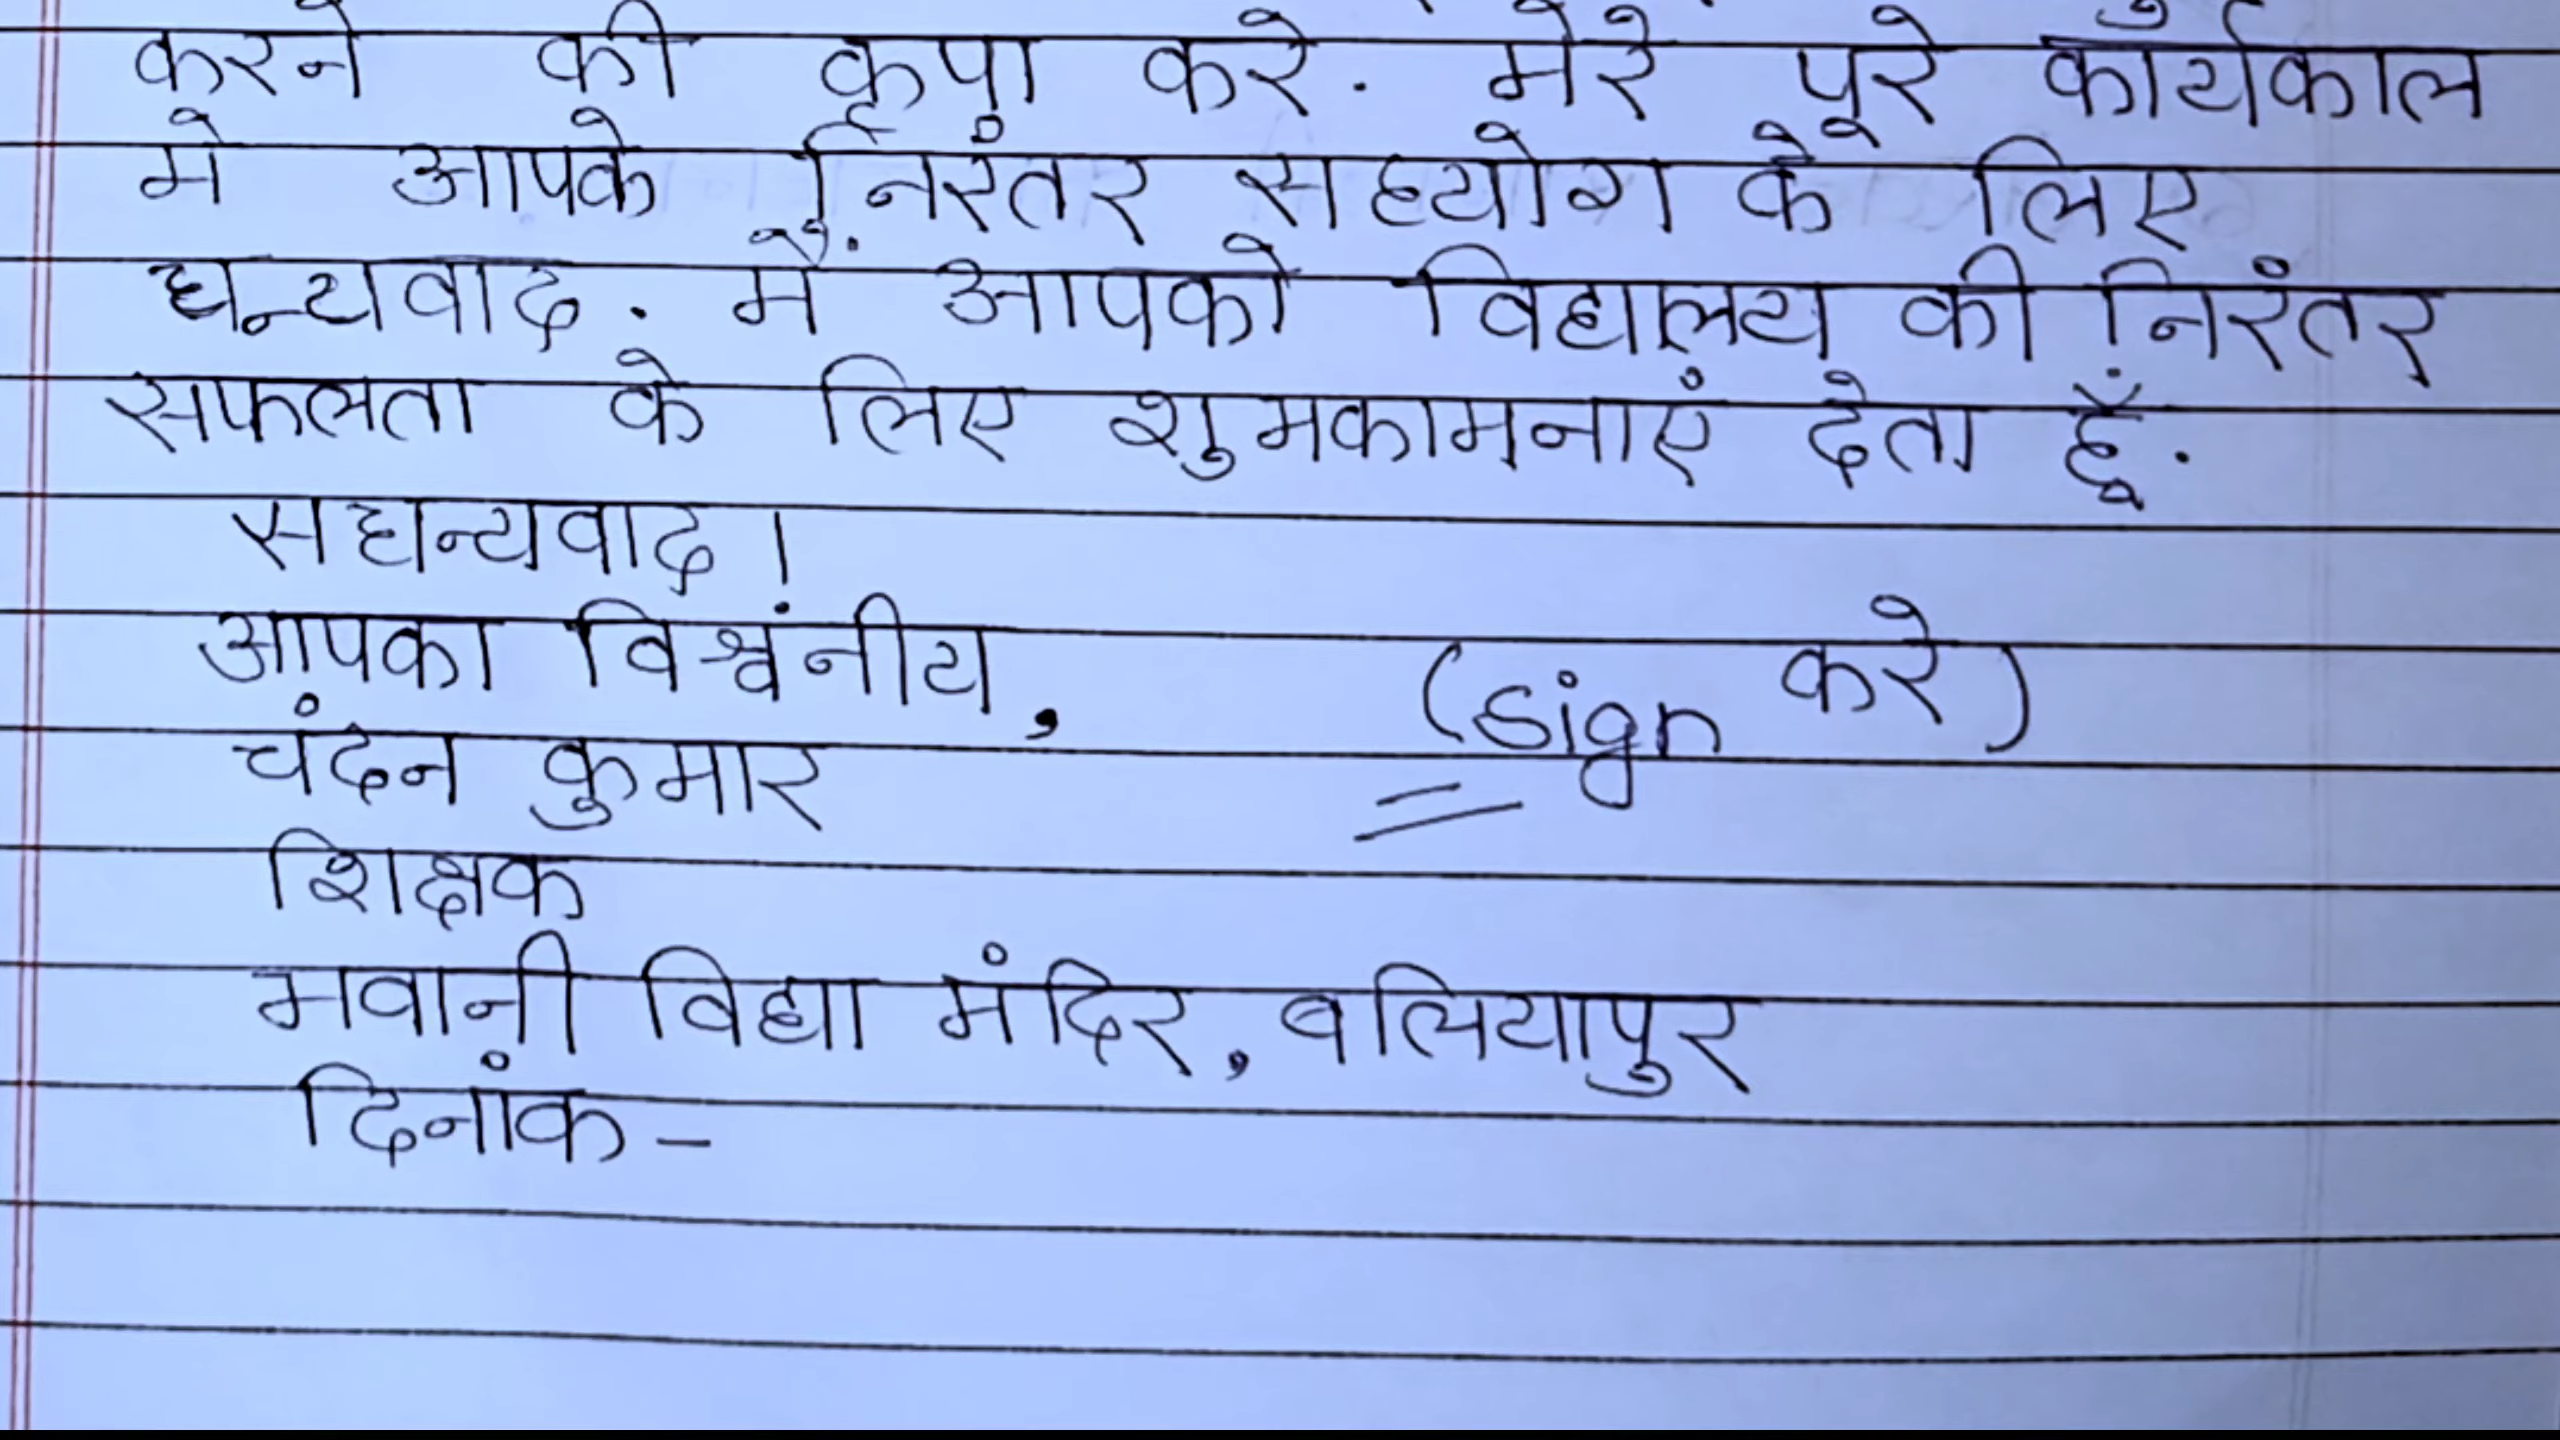 करने की कृपा करे. मेरे पूरे कार्यकाल
मे आपके निरंतर सहयोग के लिए
धन्यवाद. मैं आपको विद्यालय की निरंतर
सफलता के लिए शुभकामनाएं देता हूँ.
सधन्यवाद।
आपका विश्वंनीय,
(sign करे)
चंदन कुमार
शिक्षक
भवानी विद्या मंदिर, बलियापुर
दिनांक -